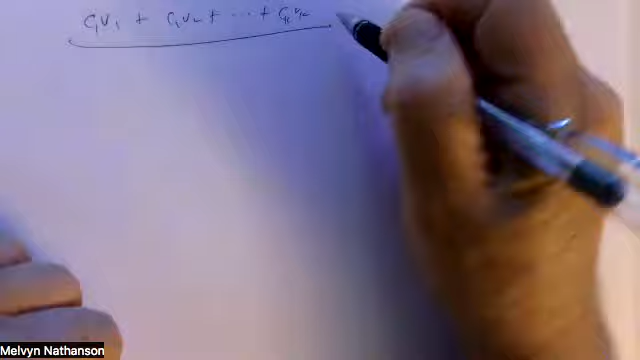 c₁v₁ + c₂v₂ + ... + cₖvₖ
Melvyn Nathanson